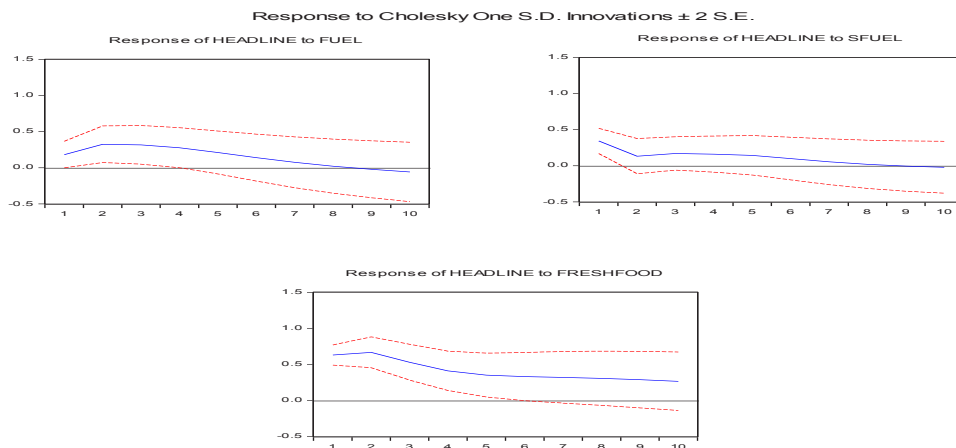 Response to Cholesky One S.D. Innovations ± 2 S.E.
Response of HEADLINE to FUEL
1.5
1.0
0.5
0.0
-0.5
1 2 3 4 5 6 7 8 9 10
Response of HEADLINE to SFUEL
1.5
1.0
0.5
0.0
-0.5
1 2 3 4 5 6 7 8 9 10
Response of HEADLINE to FRESHFOOD
1.5
1.0
0.5
0.0
-0.5
1 2 3 4 5 6 7 8 9 10